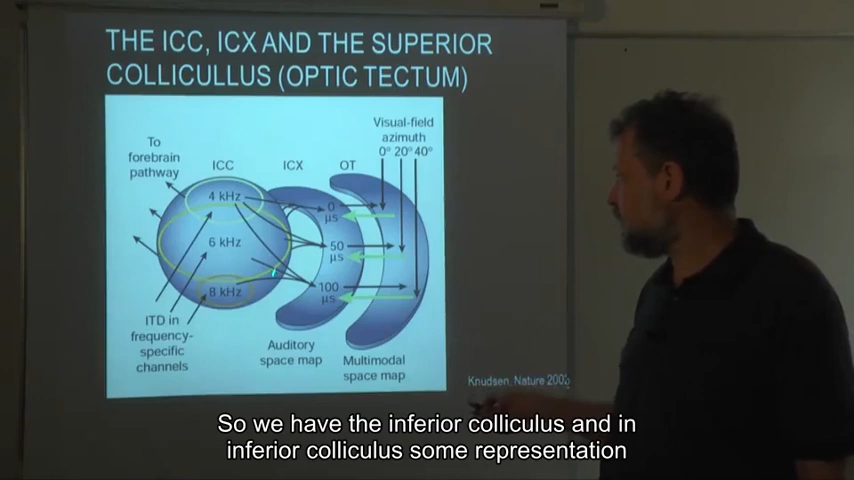 THE ICC, ICX AND THE SUPERIOR
COLLICULLUS (OPTIC TECTUM)
Visual-field
azimuth
0° 20° 40°
To
forebrain
pathway
ICC
ICX
OT
4 kHz
6 kHz
8 kHz
0
µs
50
µs
100
µs
ITD in
frequency-
specific
channels
Auditory
space map
Multimodal
space map
Knudsen, Nature
So we have the inferior colliculus and in
inferior colliculus some representation